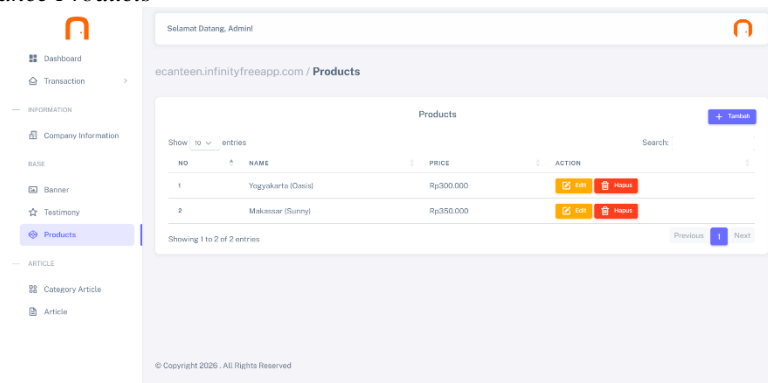 Products
Selamat Datang, Admin!
Dashboard
Transaction
ecanteen.infinityfreeapp.com / Products
INFORMATION
Company Information
BASE
Banner
Testimony
Products
ARTICLE
Category Article
Article
Products
Tambah
Show 10 entries
Search:
NO NAME PRICE ACTION
1 Yogyakarta (Oasis) Rp300.000 Edit Hapus
2 Makassar (Sunny) Rp350.000 Edit Hapus
Showing 1 to 2 of 2 entries
Previous 1 Next
© Copyright 2026 . All Rights Reserved